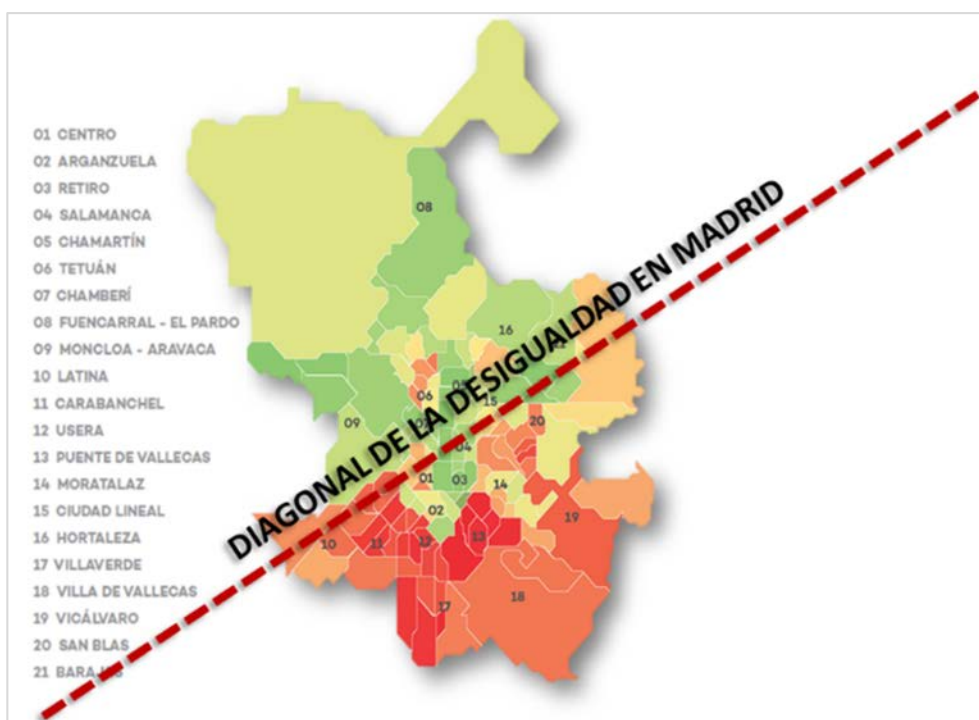 01 CENTRO
02 ARGANZUELA
03 RETIRO
04 SALAMANCA
05 CHAMARTÍN
06 TETUÁN
07 CHAMBERÍ
08 FUENCARRAL - EL PARDO
09 MONCLOA - ARAVACA
10 LATINA
11 CARABANCHEL
12 USERA
13 PUENTE DE VALLECAS
14 MORATALAZ
15 CIUDAD LINEAL
16 HORTALEZA
17 VILLAVERDE
18 VILLA DE VALLECAS
19 VICÁLVARO
20 SAN BLAS
21
DIAGONAL DE LA DESIGUALDAD EN MADRID
08
16
05
06
15
09
20
04
01
03
14
02
19
10
11
12
13
18
17